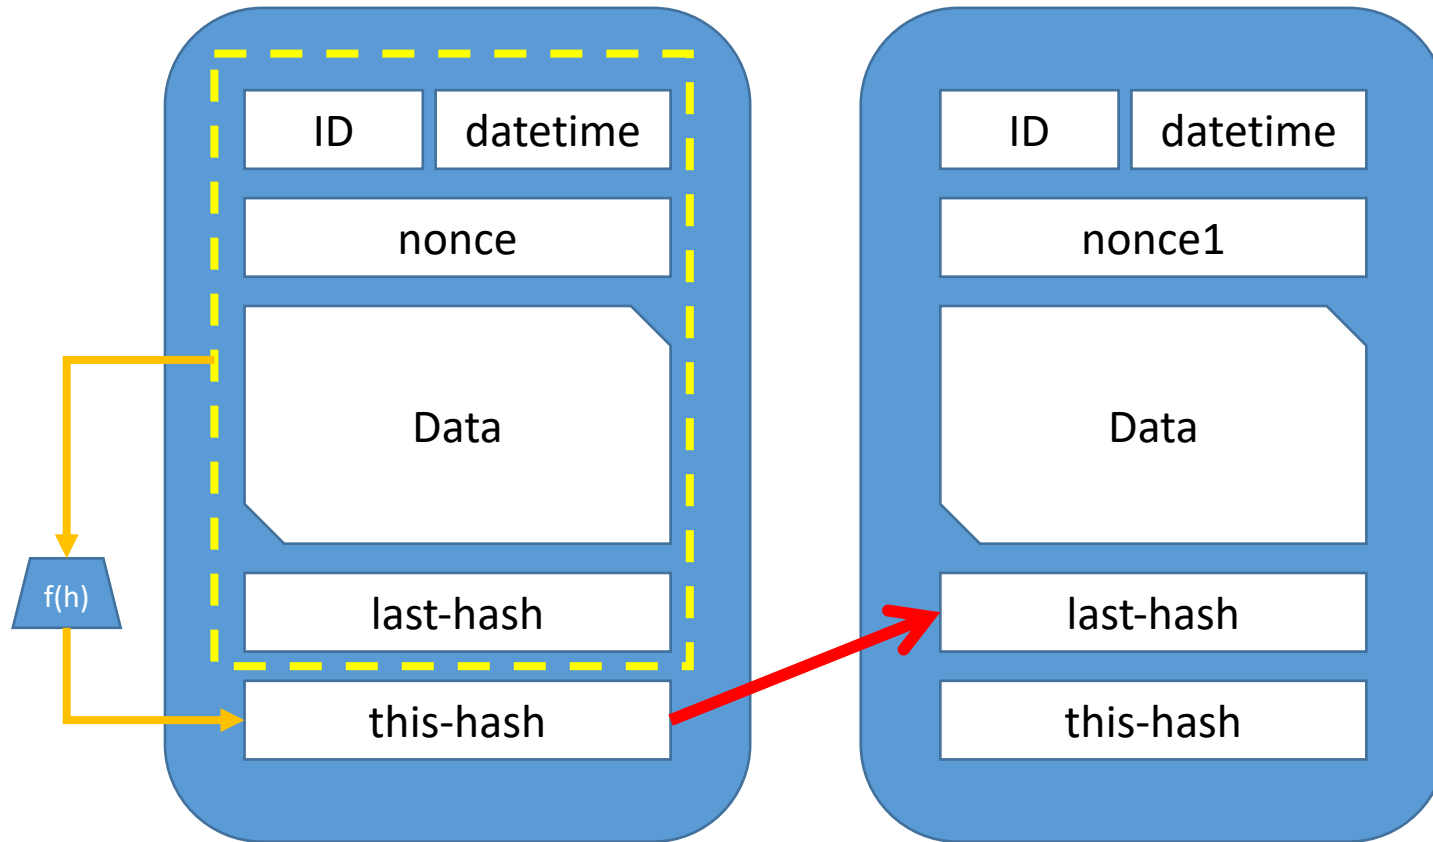 ID
datetime
nonce
Data
f(h)
last-hash
this-hash
ID
datetime
nonce1
Data
last-hash
this-hash